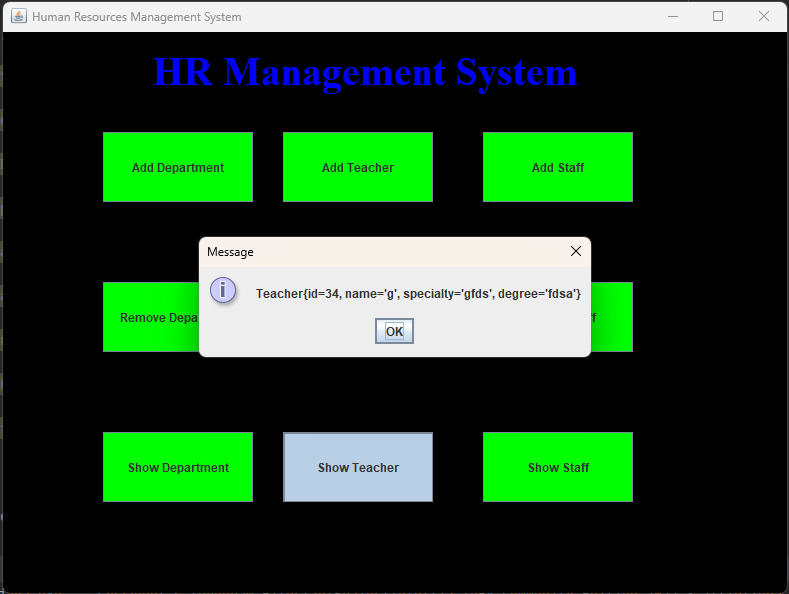 Human Resources Management System
HR Management System
Add Department
Add Teacher
Add Staff
Message
Teacher{id=34, name='g', specialty='gfds', degree='fdsa'}
OK
Remove
Show Department
Show Teacher
Show Staff